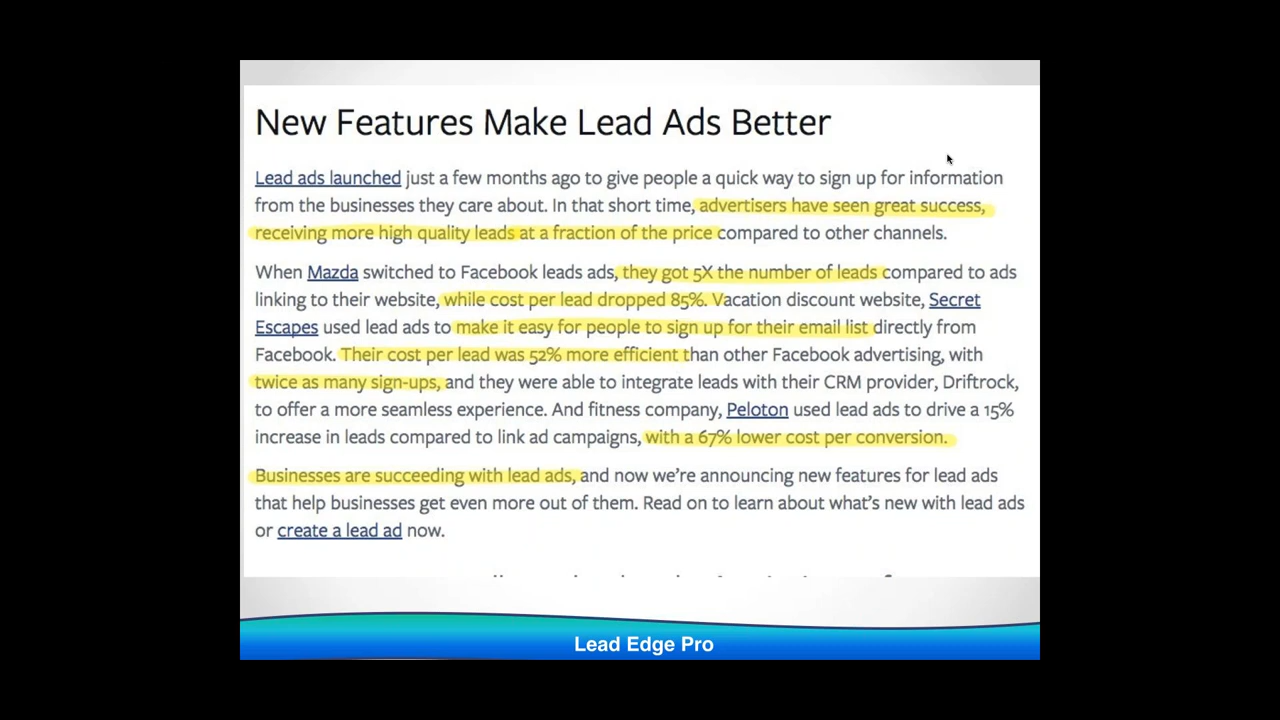 New Features Make Lead Ads Better
Lead ads launched just a few months ago to give people a quick way to sign up for information
from the businesses they care about. In that short time, advertisers have seen great success,
receiving more high quality leads at a fraction of the price compared to other channels.
When Mazda switched to Facebook leads ads, they got 5X the number of leads compared to ads
linking to their website, while cost per lead dropped 85%. Vacation discount website, Secret
Escapes used lead ads to make it easy for people to sign up for their email list directly from
Facebook. Their cost per lead was 52% more efficient than other Facebook advertising, with
twice as many sign-ups, and they were able to integrate leads with their CRM provider, Driftrock,
to offer a more seamless experience. And fitness company, Peloton used lead ads to drive a 15%
increase in leads compared to link ad campaigns, with a 67% lower cost per conversion.
Businesses are succeeding with lead ads, and now we're announcing new features for lead ads
that help businesses get even more out of them. Read on to learn about what's new with lead ads
or create a lead ad now.
Lead Edge Pro